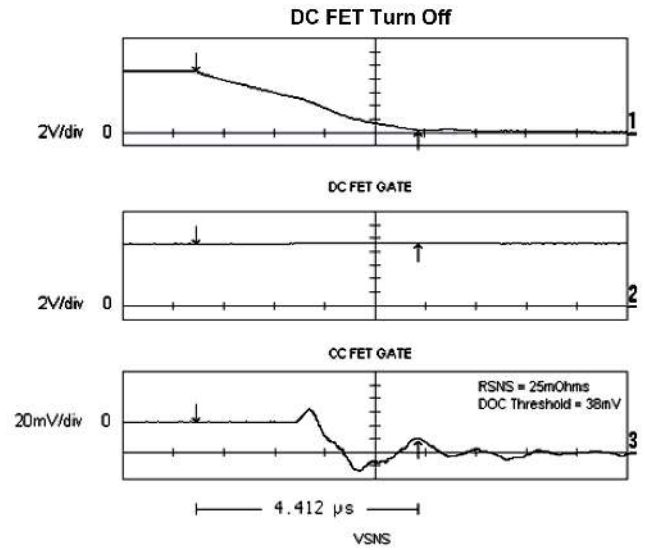 DC FET Turn Off
2V/div 0
1
DC FET GATE
2V/div 0
2
CC FET GATE
RSNS = 25mOhms
DOC Threshold = 38mV
20mV/div 0
3
4.412 µs
VSNS